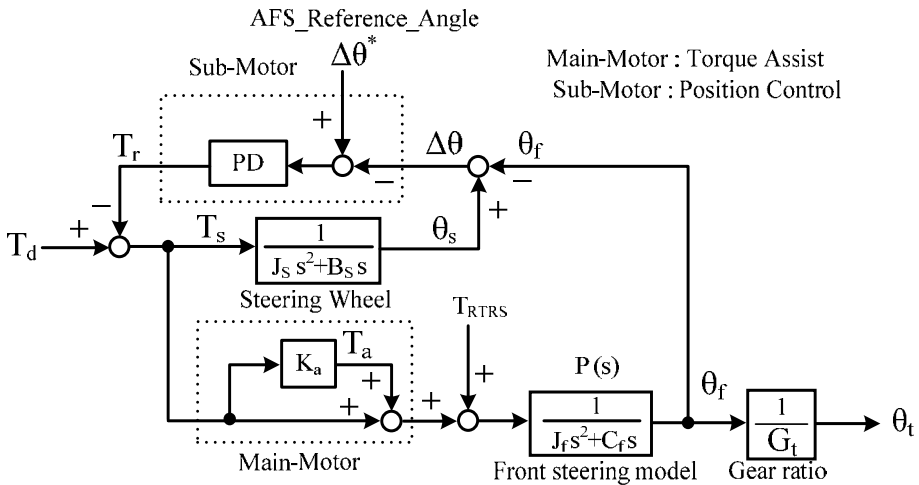 AFS_Reference_Angle
Δθ*
Sub-Motor
Main-Motor : Torque Assist
Sub-Motor : Position Control
+
Tr
PD
−
Δθ
θf
−
+
−
+
Td
Ts
1
JS s²+BS s
θs
Steering Wheel
TRTRS
Ka
Ta
+
+
+
+
P(s)
1
Jf s²+Cf s
θf
1
Gt
θt
Main-Motor
Front steering model
Gear ratio